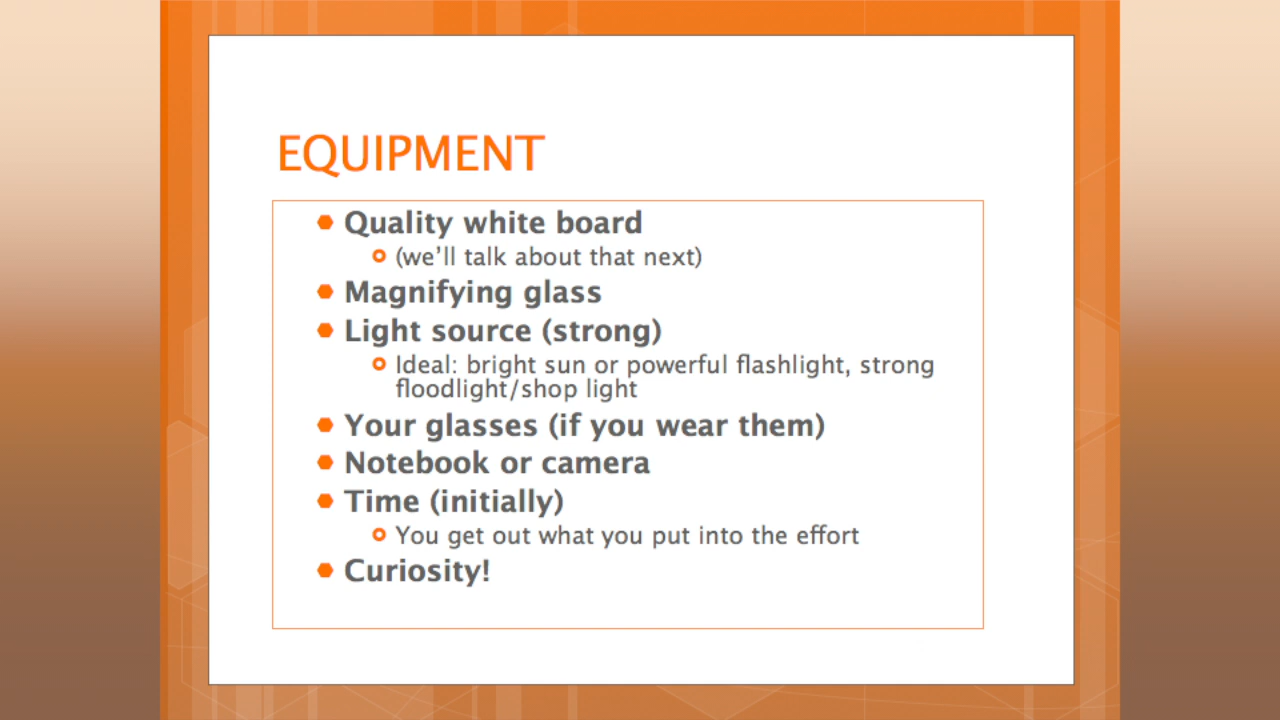 EQUIPMENT
Quality white board
(we'll talk about that next)
Magnifying glass
Light source (strong)
Ideal: bright sun or powerful flashlight, strong
floodlight/shop light
Your glasses (if you wear them)
Notebook or camera
Time (initially)
You get out what you put into the effort
Curiosity!